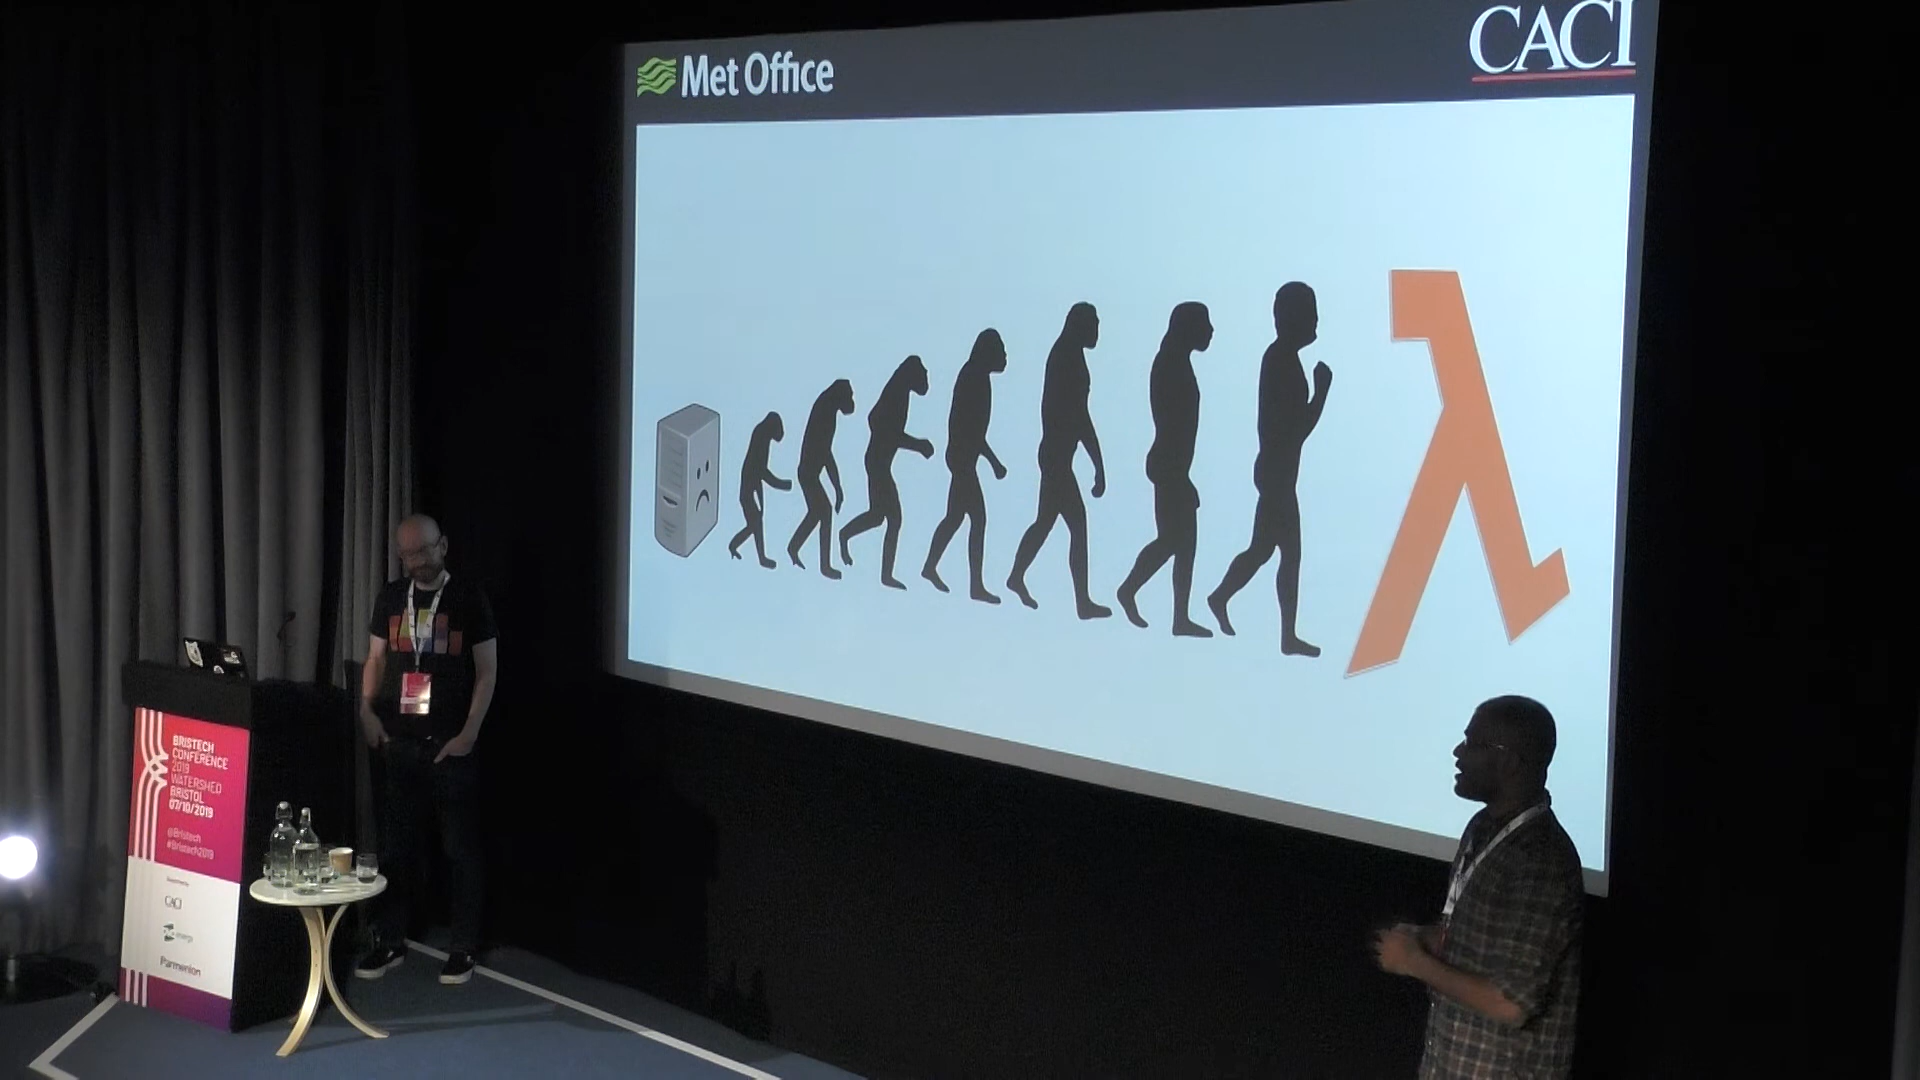 Met Office
CACI
BRISTECH
CONFERENCE
2019
WATERSHED
BRISTOL
07/10/2019
@Bristech
#Bristech2019
CACI
Parmenion